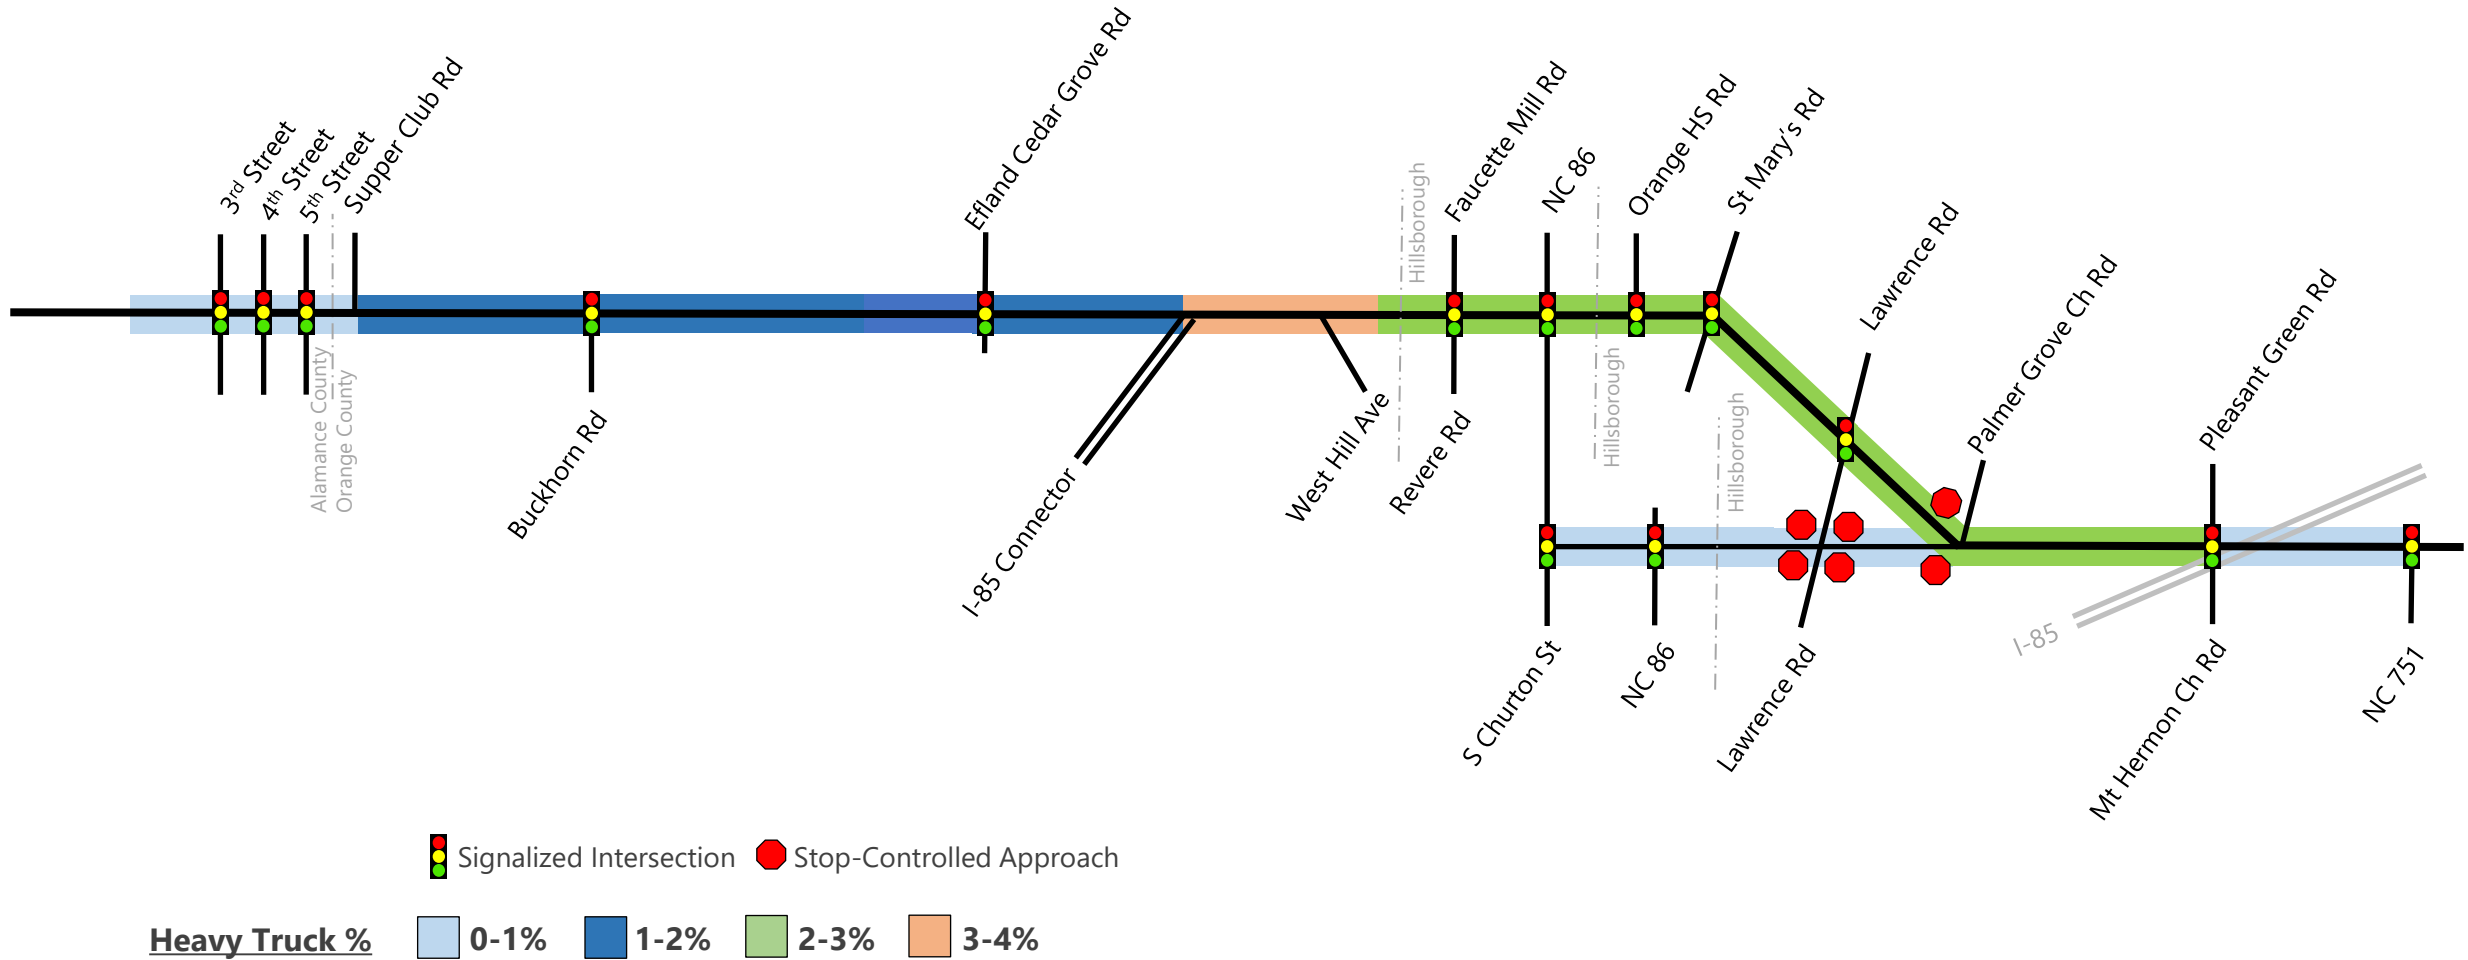 3rd Street
4th Street
5th Street
Supper Club Rd
Efland Cedar Grove Rd
Faucette Mill Rd
NC 86
Orange HS Rd
St Mary's Rd
Lawrence Rd
Palmer Grove Ch Rd
Pleasant Green Rd
Hillsborough
Hillsborough
Hillsborough
Alamance County
Orange County
Buckhorn Rd
I-85 Connector
West Hill Ave
Revere Rd
S Churton St
NC 86
Lawrence Rd
I-85
Mt Hermon Ch Rd
NC 751
Signalized Intersection
Stop-Controlled Approach
Heavy Truck %
0-1%
1-2%
2-3%
3-4%